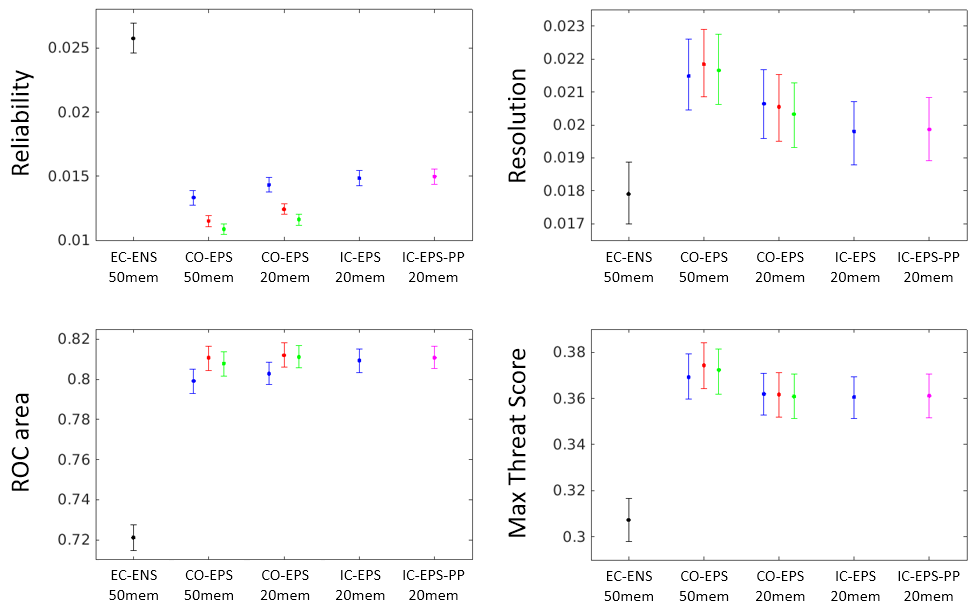 Reliability
0.025
0.02
0.015
0.01
EC-ENS CO-EPS CO-EPS IC-EPS IC-EPS-PP
50mem 50mem 20mem 20mem 20mem
Resolution
0.023
0.022
0.021
0.02
0.019
0.018
0.017
EC-ENS CO-EPS CO-EPS IC-EPS IC-EPS-PP
50mem 50mem 20mem 20mem 20mem
ROC area
0.82
0.8
0.78
0.76
0.74
0.72
EC-ENS CO-EPS CO-EPS IC-EPS IC-EPS-PP
50mem 50mem 20mem 20mem 20mem
Max Threat Score
0.38
0.36
0.34
0.32
0.3
EC-ENS CO-EPS CO-EPS IC-EPS IC-EPS-PP
50mem 50mem 20mem 20mem 20mem